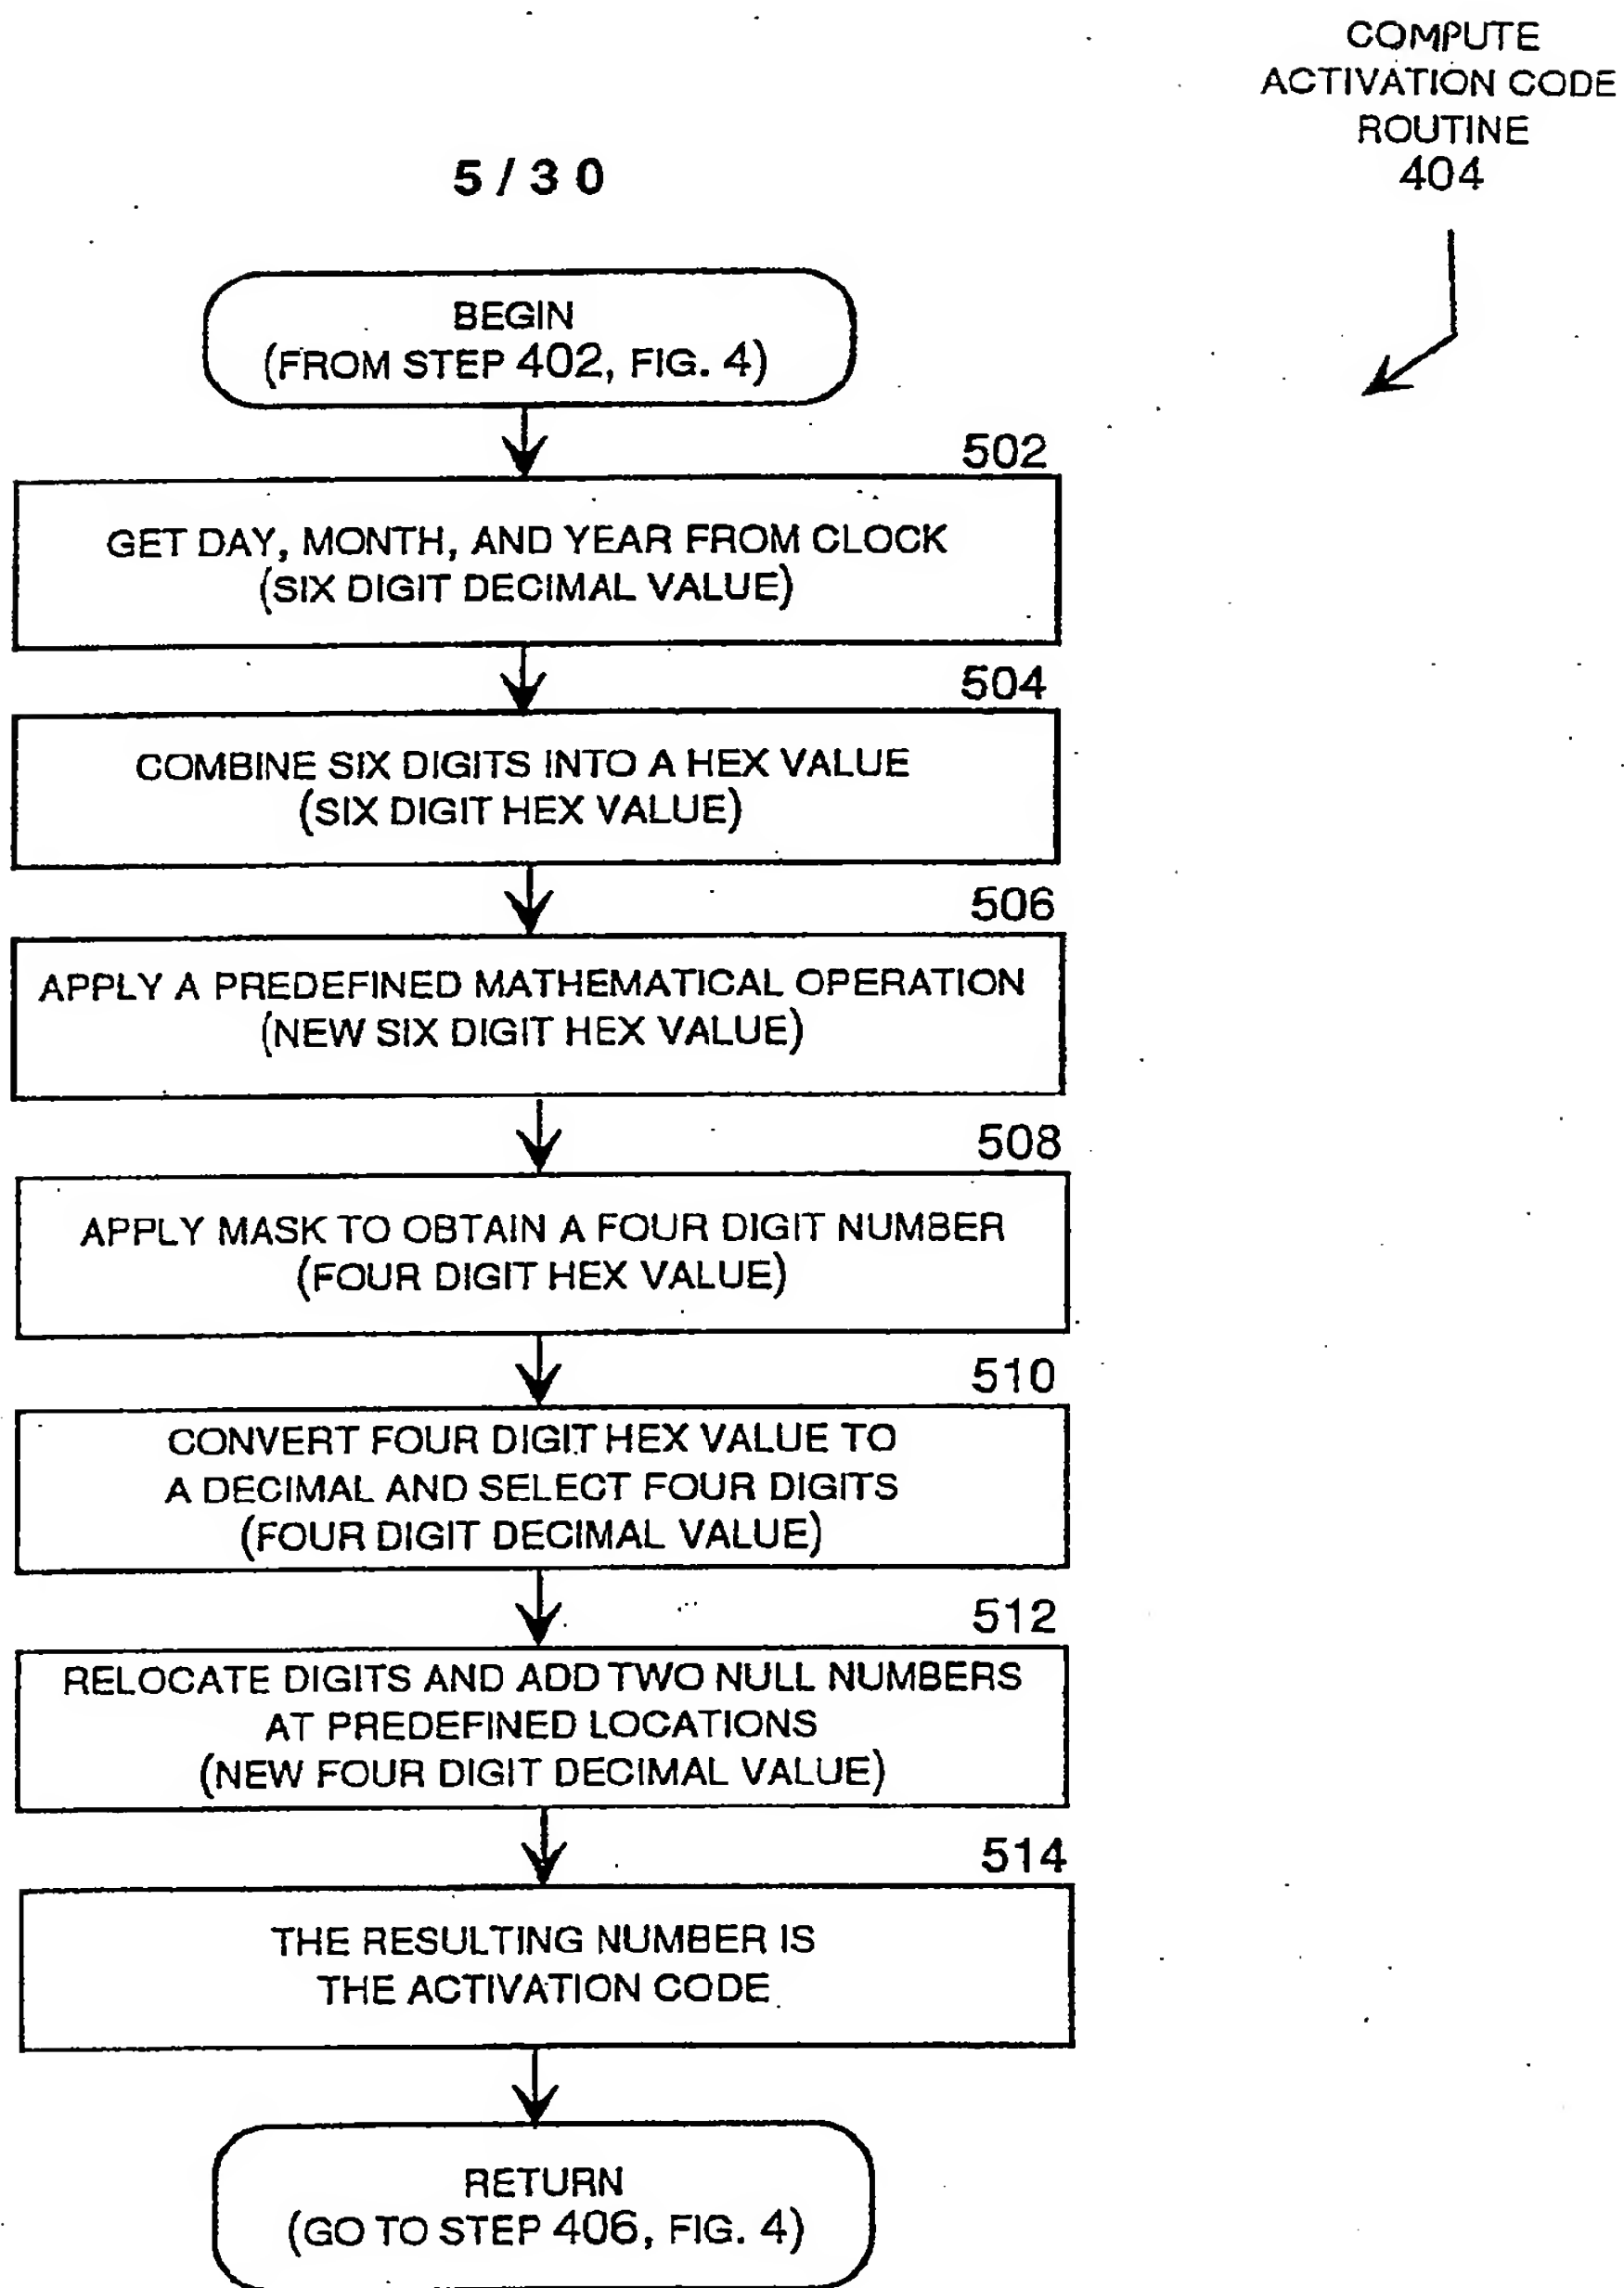 COMPUTE
ACTIVATION CODE
ROUTINE
404
5/30
BEGIN
(FROM STEP 402, FIG. 4)
502
GET DAY, MONTH, AND YEAR FROM CLOCK
(SIX DIGIT DECIMAL VALUE)
504
COMBINE SIX DIGITS INTO A HEX VALUE
(SIX DIGIT HEX VALUE)
506
APPLY A PREDEFINED MATHEMATICAL OPERATION
(NEW SIX DIGIT HEX VALUE)
508
APPLY MASK TO OBTAIN A FOUR DIGIT NUMBER
(FOUR DIGIT HEX VALUE)
510
CONVERT FOUR DIGIT HEX VALUE TO
A DECIMAL AND SELECT FOUR DIGITS
(FOUR DIGIT DECIMAL VALUE)
512
RELOCATE DIGITS AND ADD TWO NULL NUMBERS
AT PREDEFINED LOCATIONS
(NEW FOUR DIGIT DECIMAL VALUE)
514
THE RESULTING NUMBER IS
THE ACTIVATION CODE
RETURN
(GO TO STEP 406, FIG. 4)